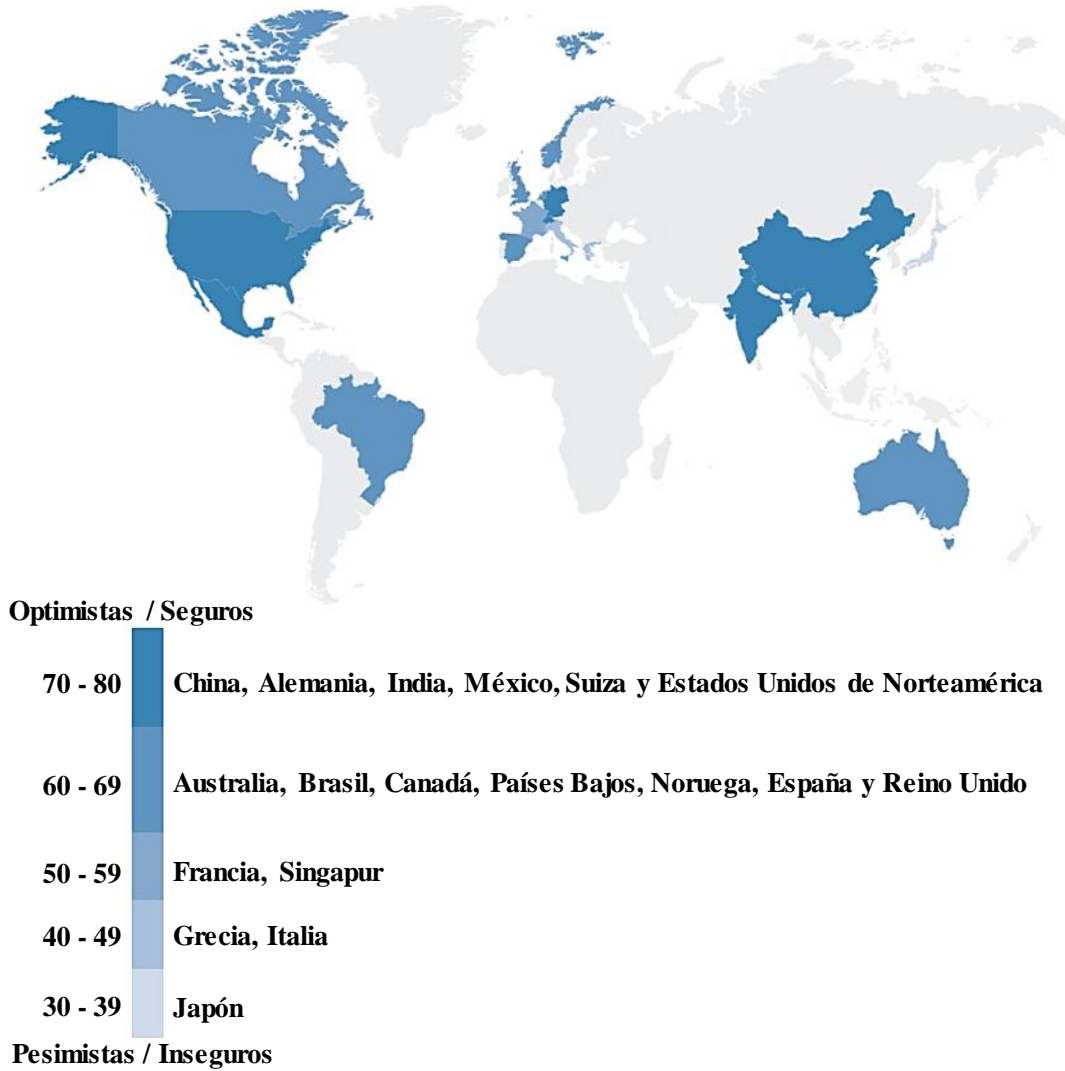 Optimistas / Seguros
70 - 80 China, Alemania, India, México, Suiza y Estados Unidos de Norteamérica
60 - 69 Australia, Brasil, Canadá, Países Bajos, Noruega, España y Reino Unido
50 - 59 Francia, Singapur
40 - 49 Grecia, Italia
30 - 39 Japón
Pesimistas / Inseguros